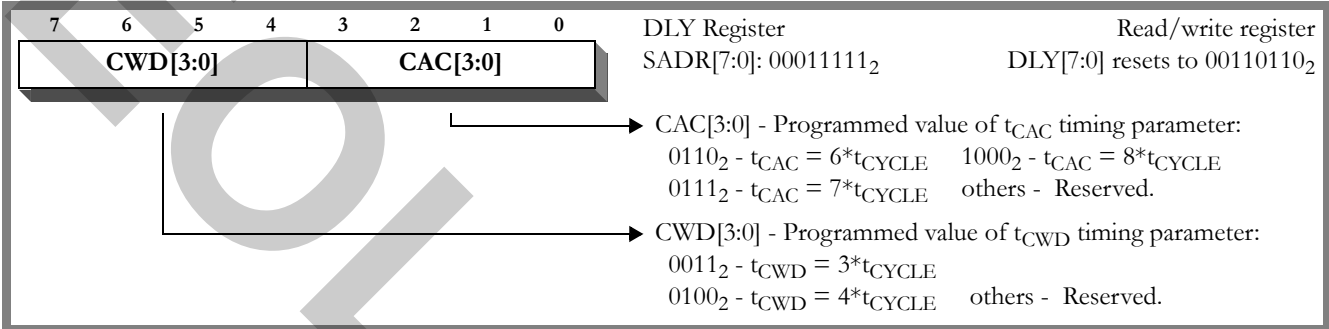 7 6 5 4 3 2 1 0
CWD[3:0] CAC[3:0]
DLY Register Read/write register
SADR[7:0]: 00011111₂ DLY[7:0] resets to 00110110₂
CAC[3:0] - Programmed value of tCAC timing parameter:
0110₂ - tCAC = 6*tCYCLE 1000₂ - tCAC = 8*tCYCLE
0111₂ - tCAC = 7*tCYCLE others - Reserved.
CWD[3:0] - Programmed value of tCWD timing parameter:
0011₂ - tCWD = 3*tCYCLE
0100₂ - tCWD = 4*tCYCLE others - Reserved.